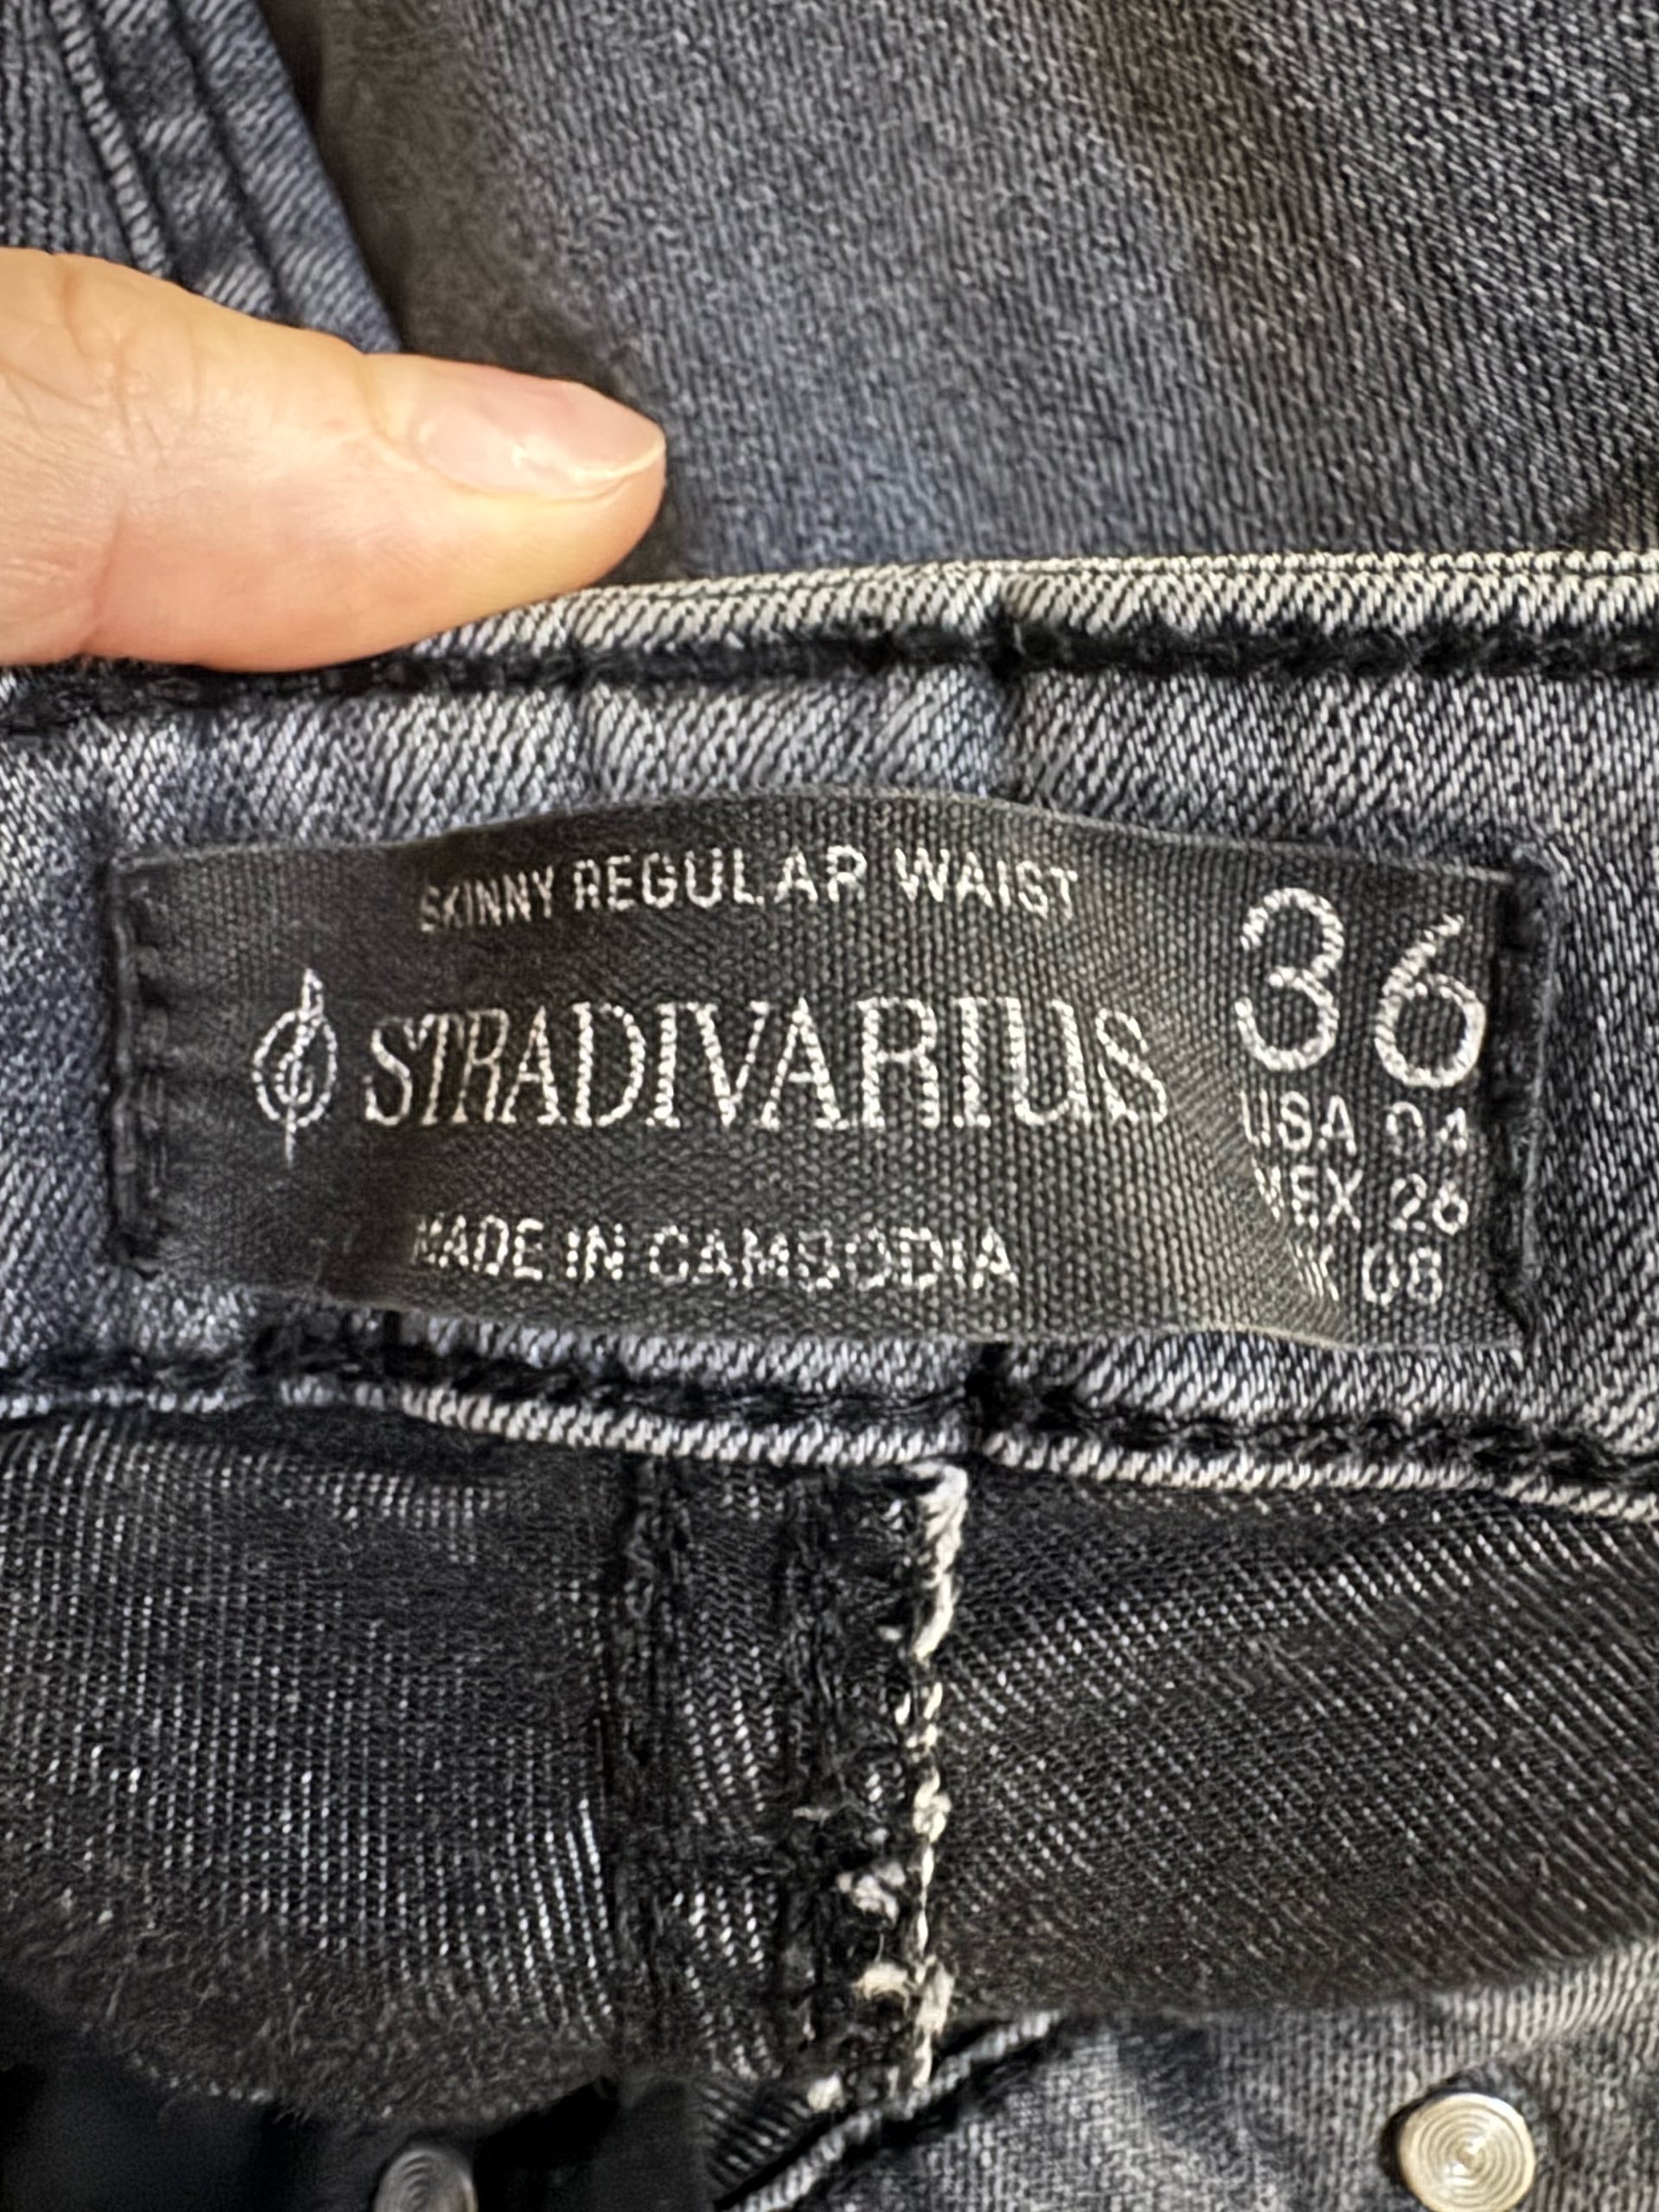 SKINNY REGULAR WAIST
STRADIVARIUS
MADE IN CAMBODIA
36
USA 04
MEX 26
UK 08